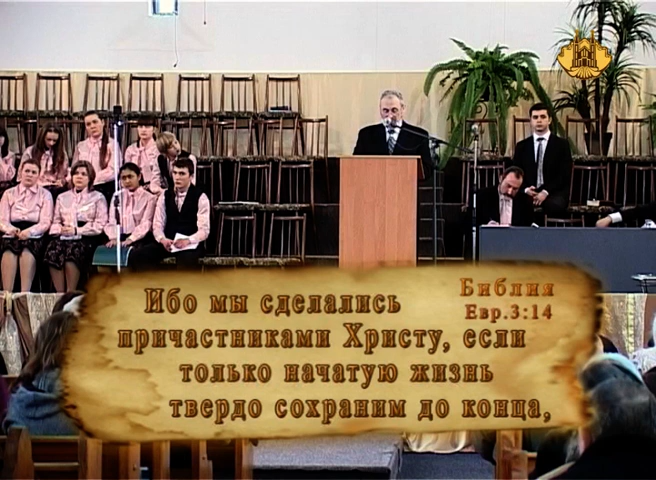 Библия
Евр.3:14
Ибо мы сделались
причастниками Христу, если
только начатую жизнь
твердо сохраним до конца,